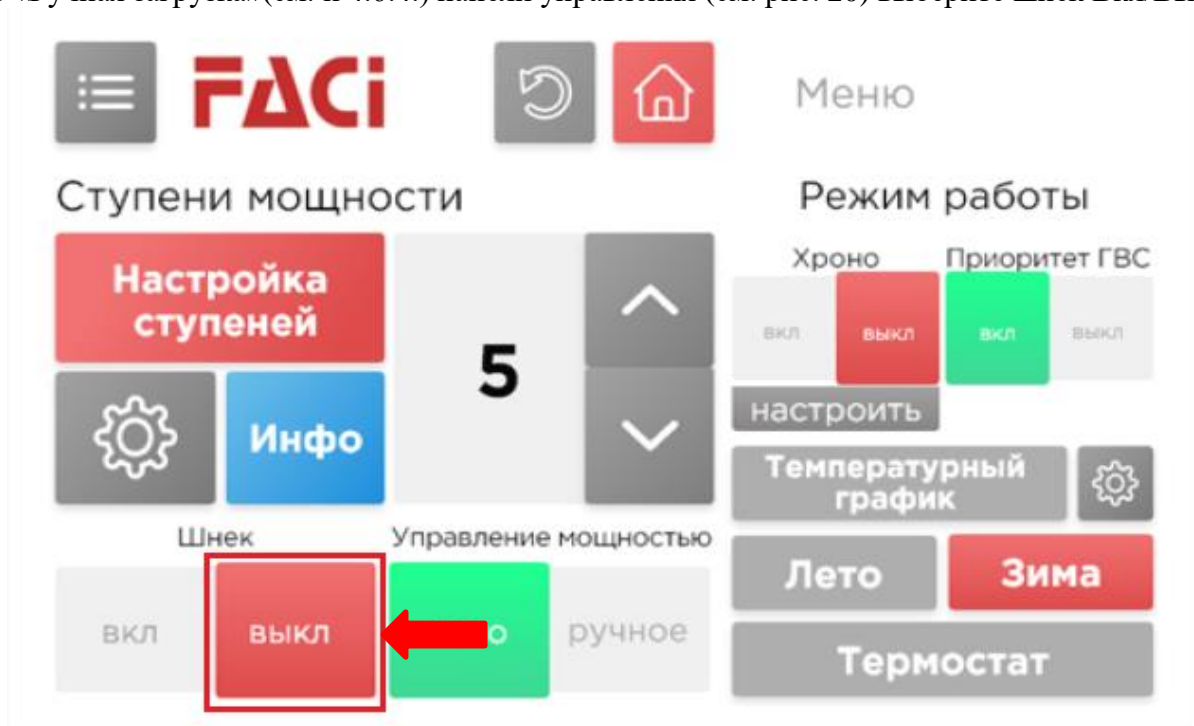 FACi
Меню
Ступени мощности
Режим работы
Настройка
ступеней
5
Инфо
Хроно
Приоритет ГВС
вкл
выкл
вкл
выкл
настроить
Температурный
график
Шнек
Управление мощностью
вкл
выкл
ручное
Лето
Зима
Термостат